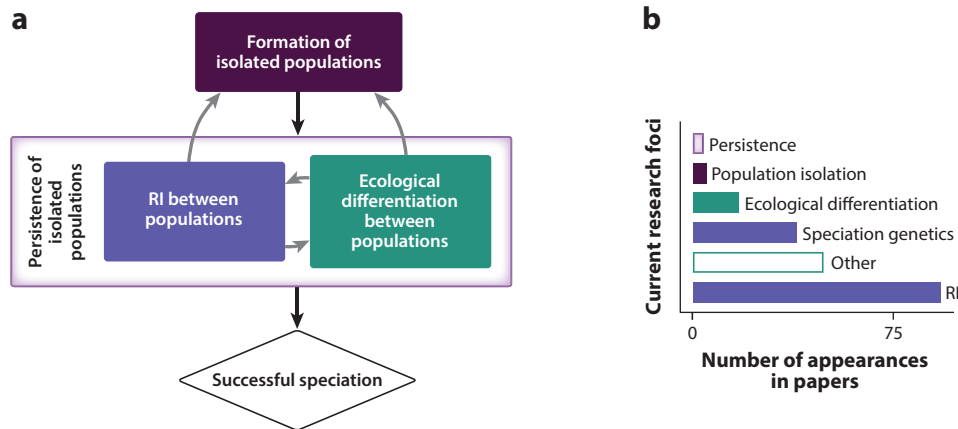 a
Formation of
isolated populations
Persistence of
isolated
populations
RI between
populations
Ecological
differentiation
between
populations
Successful speciation
b
Current research foci
Persistence
Population isolation
Ecological differentiation
Speciation genetics
Other
RI
0
75
Number of appearances
in papers